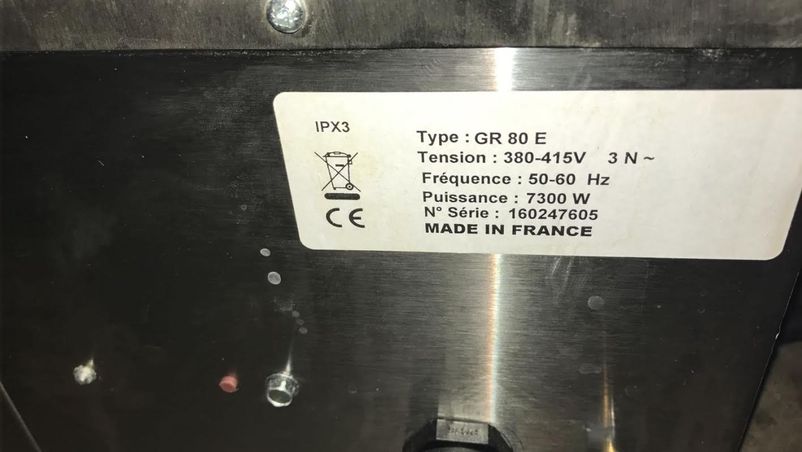 IPX3
Type : GR 80 E
Tension : 380-415V 3 N ~
Fréquence : 50-60 Hz
Puissance : 7300 W
N° Série : 160247605
MADE IN FRANCE
CE